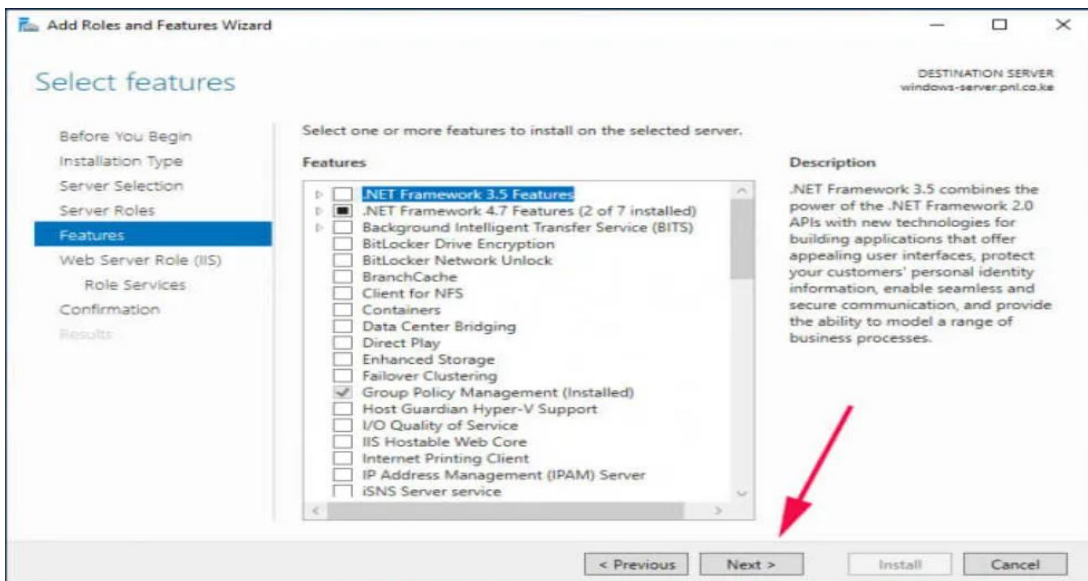 Add Roles and Features Wizard
Select features
DESTINATION SERVER
windows-server.pnl.co.ke
Before You Begin
Installation Type
Server Selection
Server Roles
Features
Web Server Role (IIS)
Role Services
Confirmation
Results
Select one or more features to install on the selected server.
Features
.NET Framework 3.5 Features
.NET Framework 4.7 Features (2 of 7 installed)
Background Intelligent Transfer Service (BITS)
BitLocker Drive Encryption
BitLocker Network Unlock
BranchCache
Client for NFS
Containers
Data Center Bridging
Direct Play
Enhanced Storage
Failover Clustering
Group Policy Management (Installed)
Host Guardian Hyper-V Support
I/O Quality of Service
IIS Hostable Web Core
Internet Printing Client
IP Address Management (IPAM) Server
iSNS Server service
Description
.NET Framework 3.5 combines the
power of the .NET Framework 2.0
APIs with new technologies for
building applications that offer
appealing user interfaces, protect
your customers' personal identity
information, enable seamless and
secure communication, and provide
the ability to model a range of
business processes.
< Previous
Next >
Install
Cancel